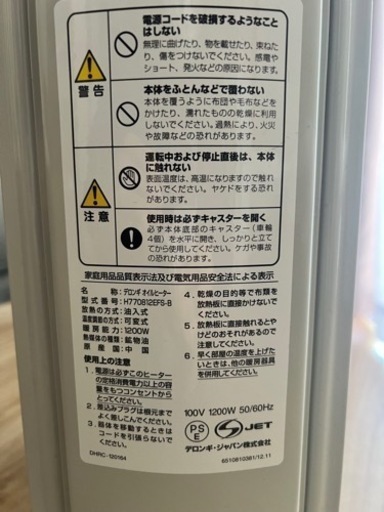 電源コードを破損するようなことはしない
無理に曲げたり、物を載せたり、束ねたり、傷をつけないでください。感電やショート、発火などの原因になります。
警告
本体をふとんなどで覆わない
本体を覆うように布団や毛布などをかけたり、濡れたものの乾燥に利用しないでください。過熱により、火災や故障などの恐れがあります。
運転中および停止直後は、本体に触れない
表面温度は、高温になりますので触れないでください。ヤケドをするおそれがあります。
注意
使用時は必ずキャスターを開く
必ず本体底部のキャスター(車輪4個)を水平に開き、しっかりと立ててから使用してください。ケガや事故の恐れがあります。
家庭用品品質表示法及び電気用品安全法による表示
名称:デロンギ オイルヒーター
型式番号:H770812EFS-B
放熱の方式:油入式
温度調節の方式:可変式
暖房能力:1200W
熱媒体の種類:鉱物油
原産国:中国
使用上の注意
1. 電源は必ずこのヒーターの定格消費電力以上の容量をもつコンセントからとってください。
2. 差込みプラグは根元までよく差しこんでください。
3. 器体を移動するときはコードを引張らないでください。
4. 乾燥の目的等で布類を放熱板に直接かけないでください。
5. 放熱板に直接触れるとやけどのおそれがあるので注意してください。
6. 早く部屋の温度を上げたいときは、他の暖房器具を併用してください。
100V 1200W 50/60Hz
PSE
JET
デロンギ・ジャパン株式会社
DHRC-120184
6510810361/12.11